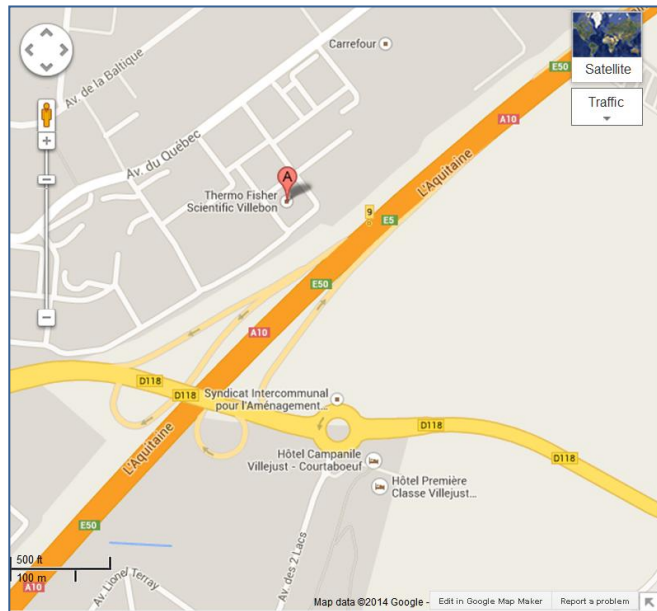 Carrefour
Satellite
Traffic
E50
A10
Av. de la Baltique
Av. du Québec
L'Aquitaine
A
Thermo Fisher
Scientific Villebon
9
E5
E50
A10
D118
D118
Syndicat Intercommunal
pour l'Aménagement...
D118
D118
L'Aquitaine
Hôtel Campanile
Villejust - Courtaboeuf
Hôtel Première
Classe Villejust...
E50
500 ft
100 m
A10
Av. Lionel Terray
Av. des 2 Lacs
Map data ©2014 Google -
Edit in Google Map Maker
Report a problem